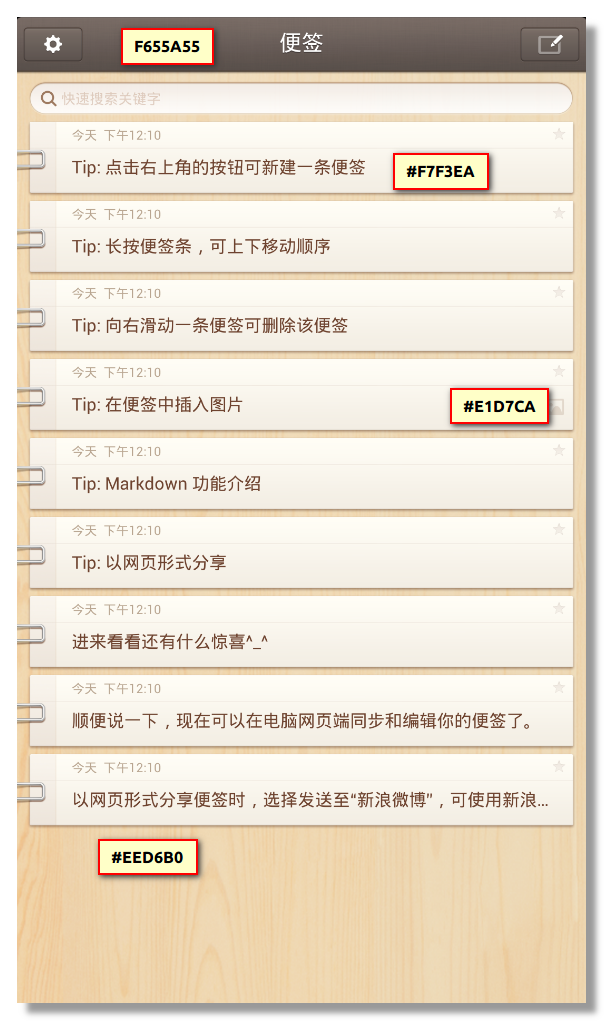 F655A55
便签
快速搜索关键字
今天 下午12:10
Tip: 点击右上角的按钮可新建一条便签
#F7F3EA
今天 下午12:10
Tip: 长按便签条，可上下移动顺序
今天 下午12:10
Tip: 向右滑动一条便签可删除该便签
今天 下午12:10
Tip: 在便签中插入图片
#E1D7CA
今天 下午12:10
Tip: Markdown 功能介绍
今天 下午12:10
Tip: 以网页形式分享
今天 下午12:10
进来看看还有什么惊喜^_^
今天 下午12:10
顺便说一下，现在可以在电脑网页端同步和编辑你的便签了。
今天 下午12:10
以网页形式分享便签时，选择发送至“新浪微博”，可使用新浪...
#EED6B0